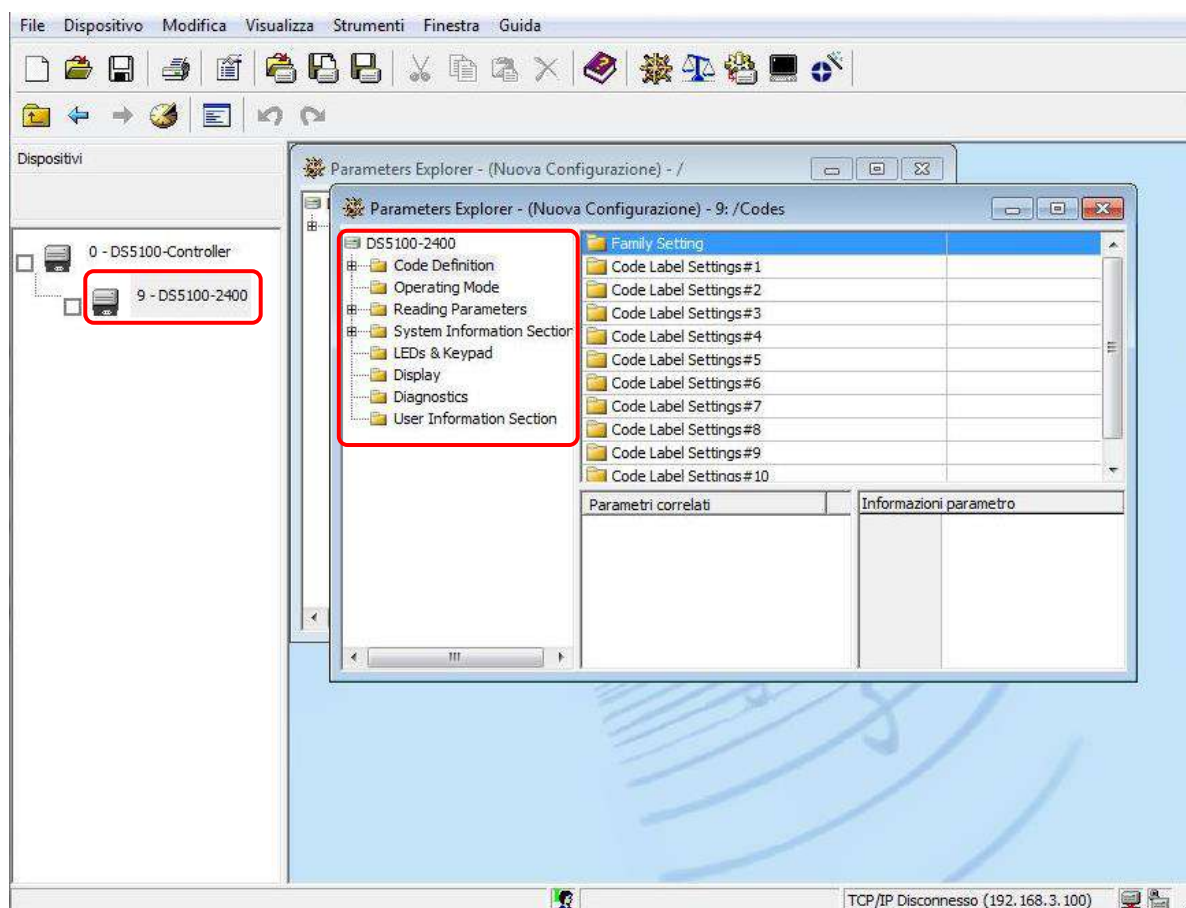 File Dispositivo Modifica Visualizza Strumenti Finestra Guida
Dispositivi
0 - DS5100-Controller
9 - DS5100-2400
Parameters Explorer - (Nuova Configurazione) - /
Parameters Explorer - (Nuova Configurazione) - 9: /Codes
DS5100-2400
Code Definition
Operating Mode
Reading Parameters
System Information Section
LEDs & Keypad
Display
Diagnostics
User Information Section
Family Setting
Code Label Settings#1
Code Label Settings#2
Code Label Settings#3
Code Label Settings#4
Code Label Settings#5
Code Label Settings#6
Code Label Settings#7
Code Label Settings#8
Code Label Settings#9
Code Label Settings#10
Parametri correlati
Informazioni parametro
TCP/IP Disconnesso (192.168.3.100)